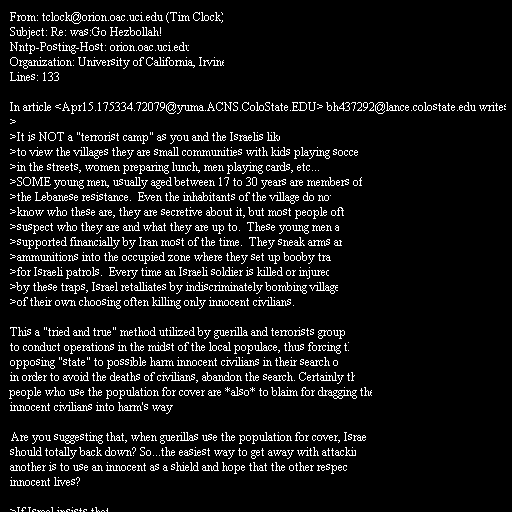 From: tclock@orion.oac.uci.edu (Tim Clock)
Subject: Re: was:Go Hezbollah!
Nntp-Posting-Host: orion.oac.uci.edu
Organization: University of California, Irvine
Lines: 133

In article <Apr15.175334.72079@yuma.ACNS.ColoState.EDU> bh437292@lance.colostate.edu writes
>
>It is NOT a "terrorist camp" as you and the Israelis like
>to view the villages they are small communities with kids playing socce
>in the streets, women preparing lunch, men playing cards, etc...
>SOME young men, usually aged between 17 to 30 years are members of
>the Lebanese resistance.  Even the inhabitants of the village do no
>know who these are, they are secretive about it, but most people oft
>suspect who they are and what they are up to.  These young men a
>supported financially by Iran most of the time.  They sneak arms an
>ammunitions into the occupied zone where they set up booby tra
>for Israeli patrols.  Every time an Israeli soldier is killed or injured
>by these traps, Israel retalliates by indiscriminately bombing village
>of their own choosing often killing only innocent civilians.

This a "tried and true" method utilized by guerilla and terrorists group
to conduct operations in the midst of the local populace, thus forcing t
opposing "state" to possible harm innocent civilians in their search o
in order to avoid the deaths of civilians, abandon the search. Certainly th
people who use the population for cover are *also* to blaim for dragging the
innocent civilians into harm's way

Are you suggesting that, when guerillas use the population for cover, Israe
should totally back down? So...the easiest way to get away with attackin
another is to use an innocent as a shield and hope that the other respec
innocent lives?

>If Israel insists that